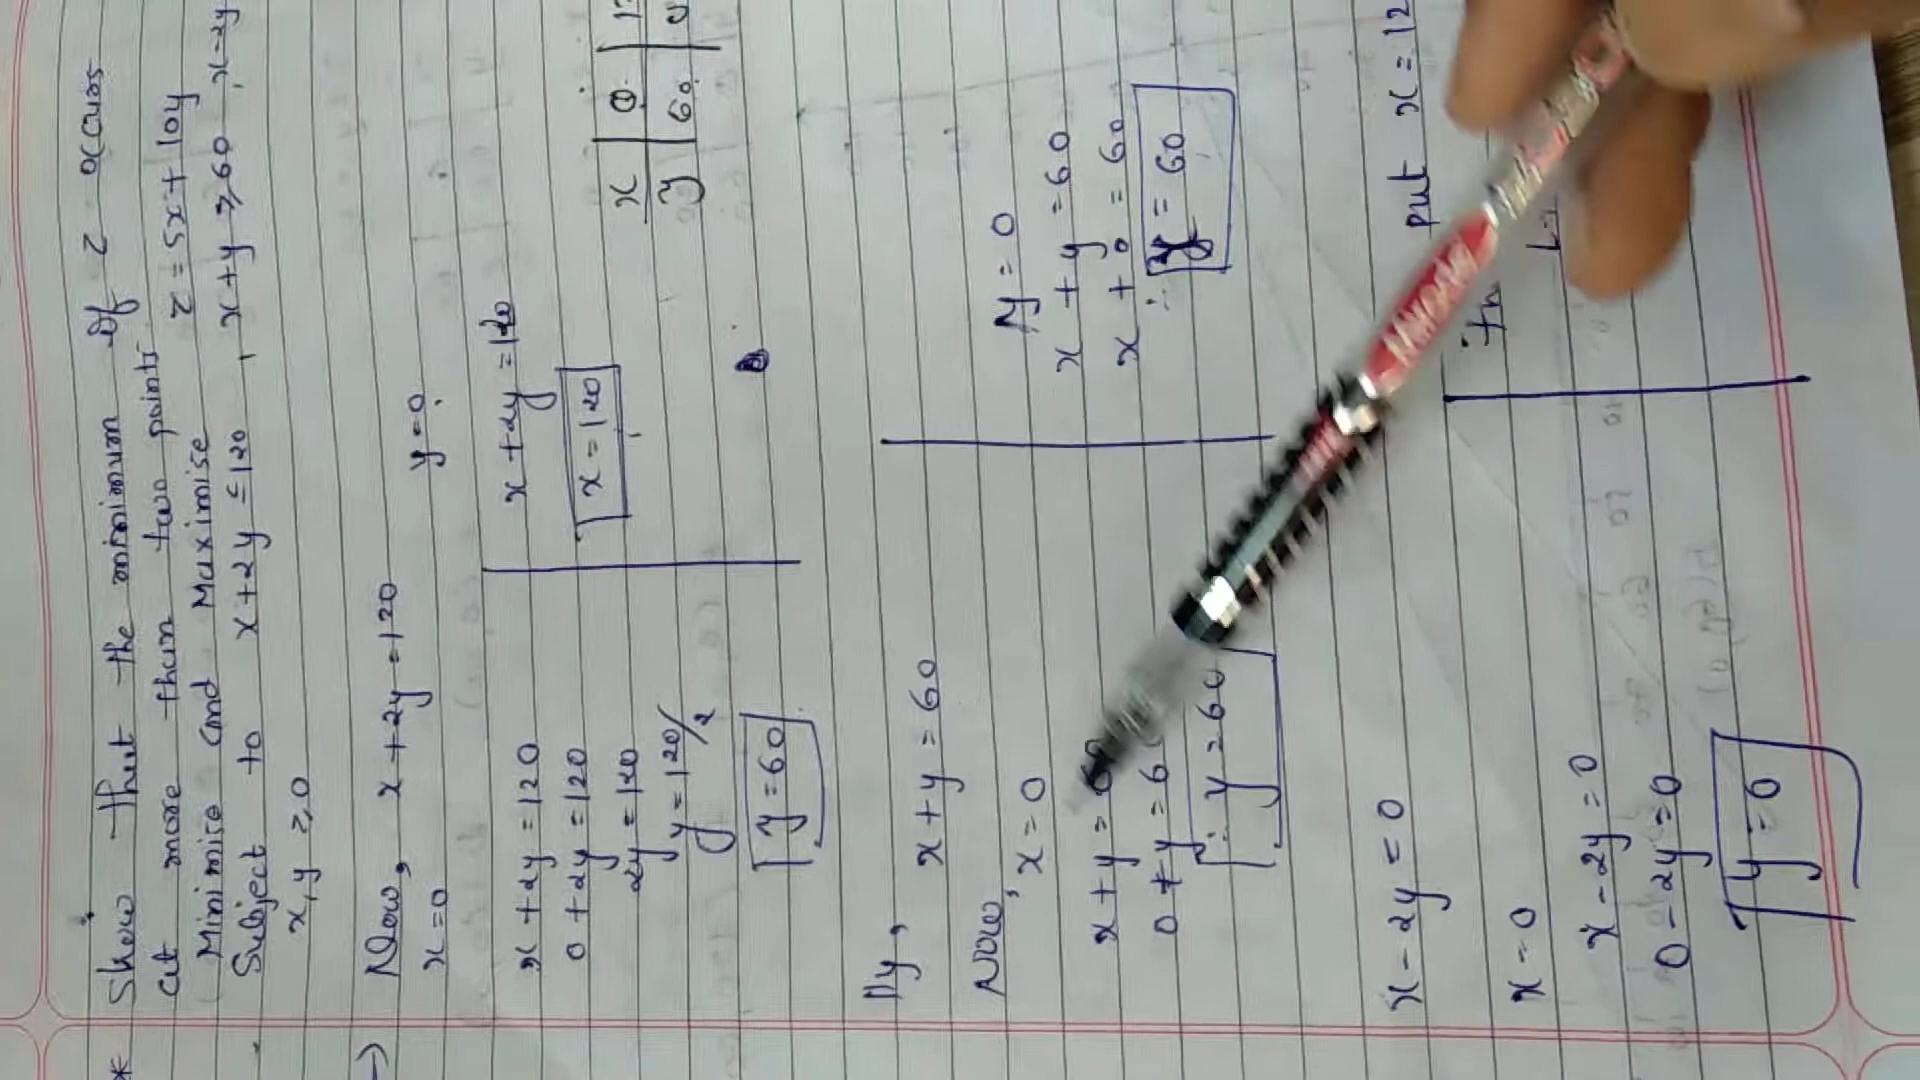 * Show that the minimum of z occurs
at more than two points
Minimise and Maximise z = 5x + 10y
Subject to x + 2y ≤ 120 , x + y ≥ 60 , x - 2y
x, y ≥ 0
→ Now, x + 2y = 120
x = 0
y = 0
x + 2y = 120
0 + 2y = 120
2y = 120
y = 120/2
y = 60
x + 2y = 120
x = 120
x | 0 |
y | 60 |
lly, x + y = 60
Now, x = 0
x + y = 60
0 + y = 6
∴ y = 60
y = 0
x + y = 60
x + 0 = 60
∴ y = 60
x - 2y = 0
x = 0
x - 2y = 0
0 - 2y = 0
y = 0
put x = 12